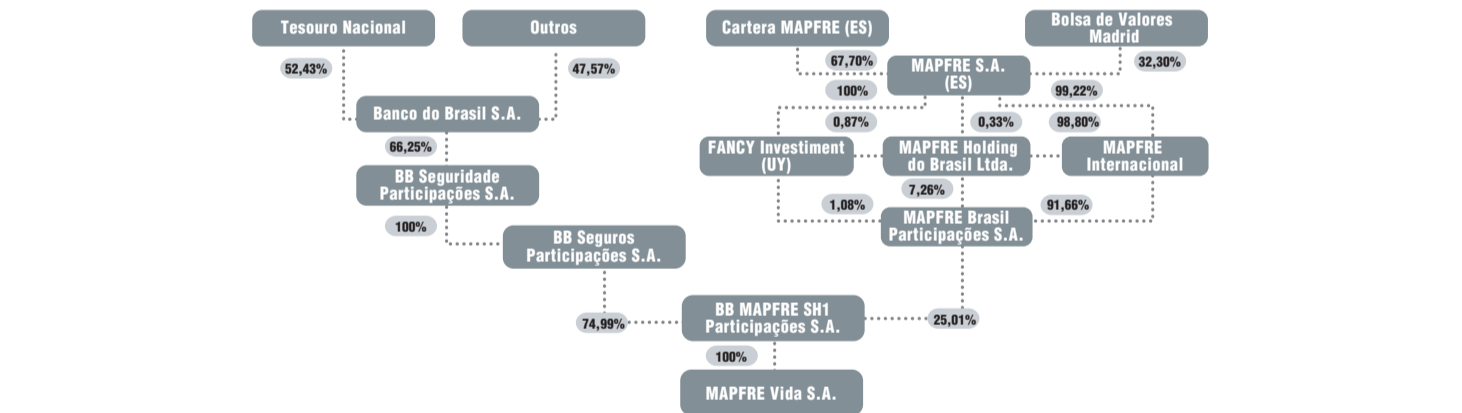 Tesouro Nacional
Outros
Cartera MAPFRE (ES)
Bolsa de Valores
Madrid
52,43%
47,57%
67,70%
MAPFRE S.A.
(ES)
32,30%
100%
99,22%
Banco do Brasil S.A.
0,87%
0,33%
98,80%
66,25%
FANCY Investiment
(UY)
MAPFRE Holding
do Brasil Ltda.
MAPFRE
Internacional
BB Seguridade
Participações S.A.
7,26%
1,08%
91,66%
100%
MAPFRE Brasil
Participações S.A.
BB Seguros
Participações S.A.
74,99%
BB MAPFRE SH1
Participações S.A.
25,01%
100%
MAPFRE Vida S.A.